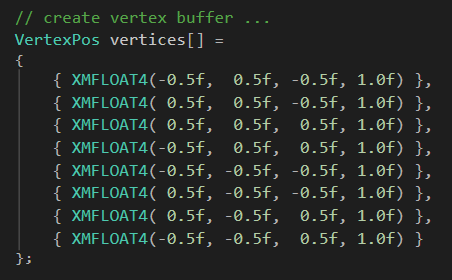 // create vertex buffer ...
VertexPos vertices[] =
{
    { XMFLOAT4(-0.5f,  0.5f, -0.5f, 1.0f) },
    { XMFLOAT4( 0.5f,  0.5f, -0.5f, 1.0f) },
    { XMFLOAT4( 0.5f,  0.5f,  0.5f, 1.0f) },
    { XMFLOAT4(-0.5f,  0.5f,  0.5f, 1.0f) },
    { XMFLOAT4(-0.5f, -0.5f, -0.5f, 1.0f) },
    { XMFLOAT4( 0.5f, -0.5f, -0.5f, 1.0f) },
    { XMFLOAT4( 0.5f, -0.5f,  0.5f, 1.0f) },
    { XMFLOAT4(-0.5f, -0.5f,  0.5f, 1.0f) }
};